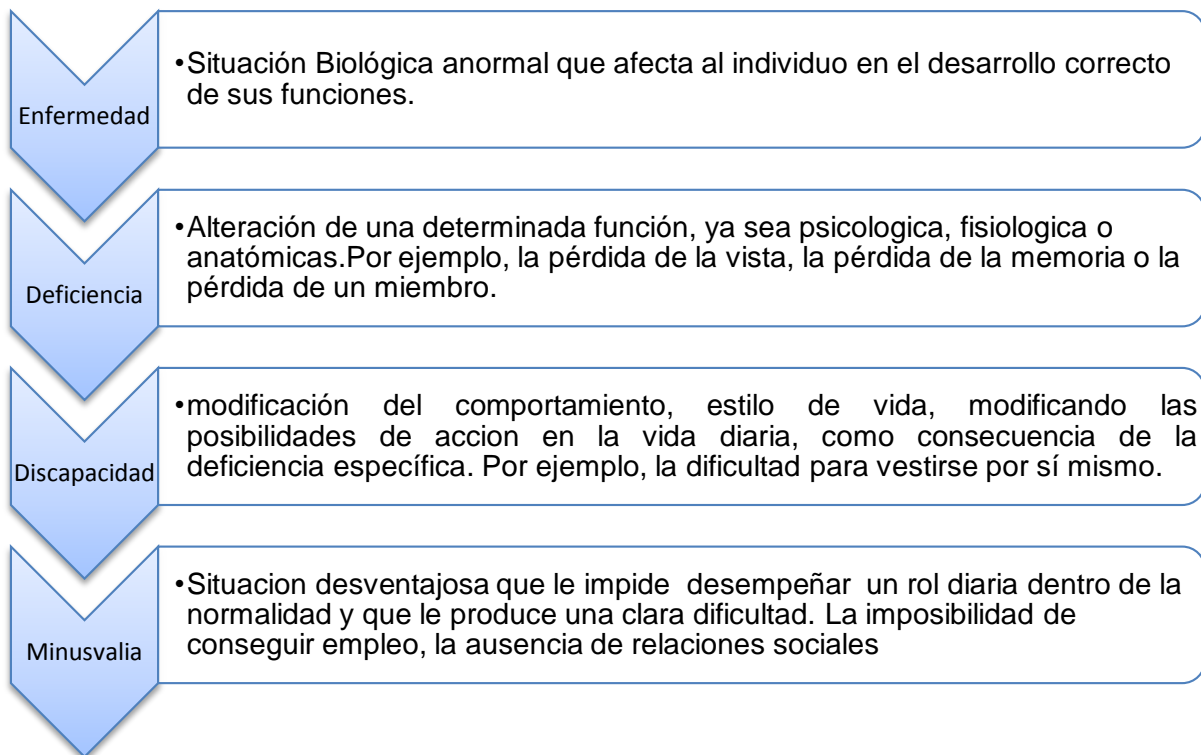 Enfermedad
•Situación Biológica anormal que afecta al individuo en el desarrollo correcto
de sus funciones.
Deficiencia
•Alteración de una determinada función, ya sea psicologica, fisiologica o
anatómicas.Por ejemplo, la pérdida de la vista, la pérdida de la memoria o la
pérdida de un miembro.
Discapacidad
•modificación del comportamiento, estilo de vida, modificando las
posibilidades de accion en la vida diaria, como consecuencia de la
deficiencia específica. Por ejemplo, la dificultad para vestirse por sí mismo.
Minusvalia
•Situacion desventajosa que le impide desempeñar un rol diaria dentro de la
normalidad y que le produce una clara dificultad. La imposibilidad de
conseguir empleo, la ausencia de relaciones sociales